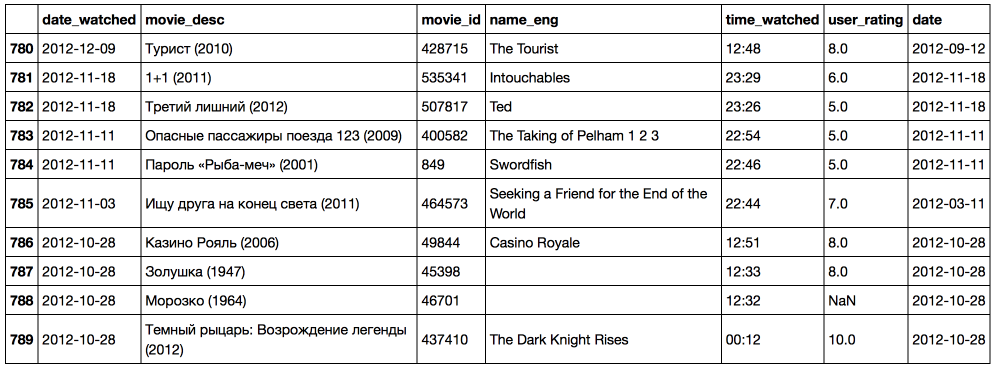 date_watched movie_desc movie_id name_eng time_watched user_rating date
780 2012-12-09 Турист (2010) 428715 The Tourist 12:48 8.0 2012-09-12
781 2012-11-18 1+1 (2011) 535341 Intouchables 23:29 6.0 2012-11-18
782 2012-11-18 Третий лишний (2012) 507817 Ted 23:26 5.0 2012-11-18
783 2012-11-11 Опасные пассажиры поезда 123 (2009) 400582 The Taking of Pelham 1 2 3 22:54 5.0 2012-11-11
784 2012-11-11 Пароль «Рыба-меч» (2001) 849 Swordfish 22:46 5.0 2012-11-11
785 2012-11-03 Ищу друга на конец света (2011) 464573 Seeking a Friend for the End of the
World 22:44 7.0 2012-03-11
786 2012-10-28 Казино Рояль (2006) 49844 Casino Royale 12:51 8.0 2012-10-28
787 2012-10-28 Золушка (1947) 45398 12:33 8.0 2012-10-28
788 2012-10-28 Морозко (1964) 46701 12:32 NaN 2012-10-28
789 2012-10-28 Темный рыцарь: Возрождение легенды
(2012) 437410 The Dark Knight Rises 00:12 10.0 2012-10-28